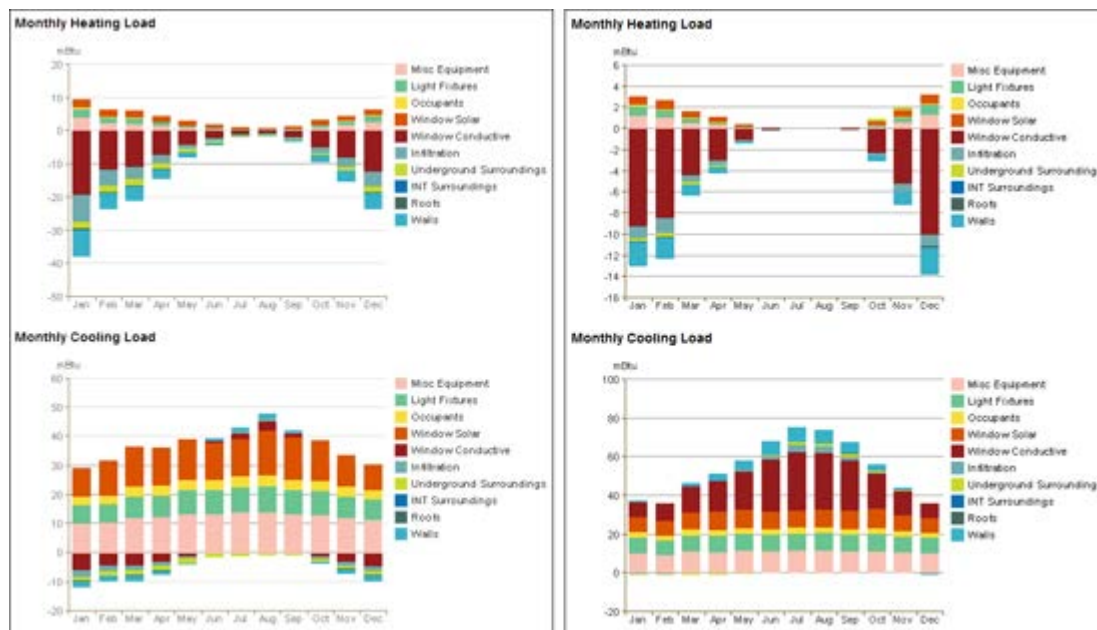 Monthly Heating Load
mBtu
20
10
0
-10
-20
-30
-40
-50
Jan Feb Mar Apr May Jun Jul Aug Sep Oct Nov Dec
Misc Equipment
Light Fixtures
Occupants
Window Solar
Window Conductive
Infiltration
Underground Surroundings
INT Surroundings
Roofs
Walls
Monthly Cooling Load
mBtu
60
50
40
30
20
10
0
-10
-20
Jan Feb Mar Apr May Jun Jul Aug Sep Oct Nov Dec
Misc Equipment
Light Fixtures
Occupants
Window Solar
Window Conductive
Infiltration
Underground Surroundings
INT Surroundings
Roofs
Walls
Monthly Heating Load
mBtu
6
4
2
0
-2
-4
-6
-8
-10
-12
-14
-16
Jan Feb Mar Apr May Jun Jul Aug Sep Oct Nov Dec
Misc Equipment
Light Fixtures
Occupants
Window Solar
Window Conductive
Infiltration
Underground Surroundings
INT Surroundings
Roofs
Walls
Monthly Cooling Load
mBtu
100
80
60
40
20
0
-20
Jan Feb Mar Apr May Jun Jul Aug Sep Oct Nov Dec
Misc Equipment
Light Fixtures
Occupants
Window Solar
Window Conductive
Infiltration
Underground Surroundings
INT Surroundings
Roofs
Walls